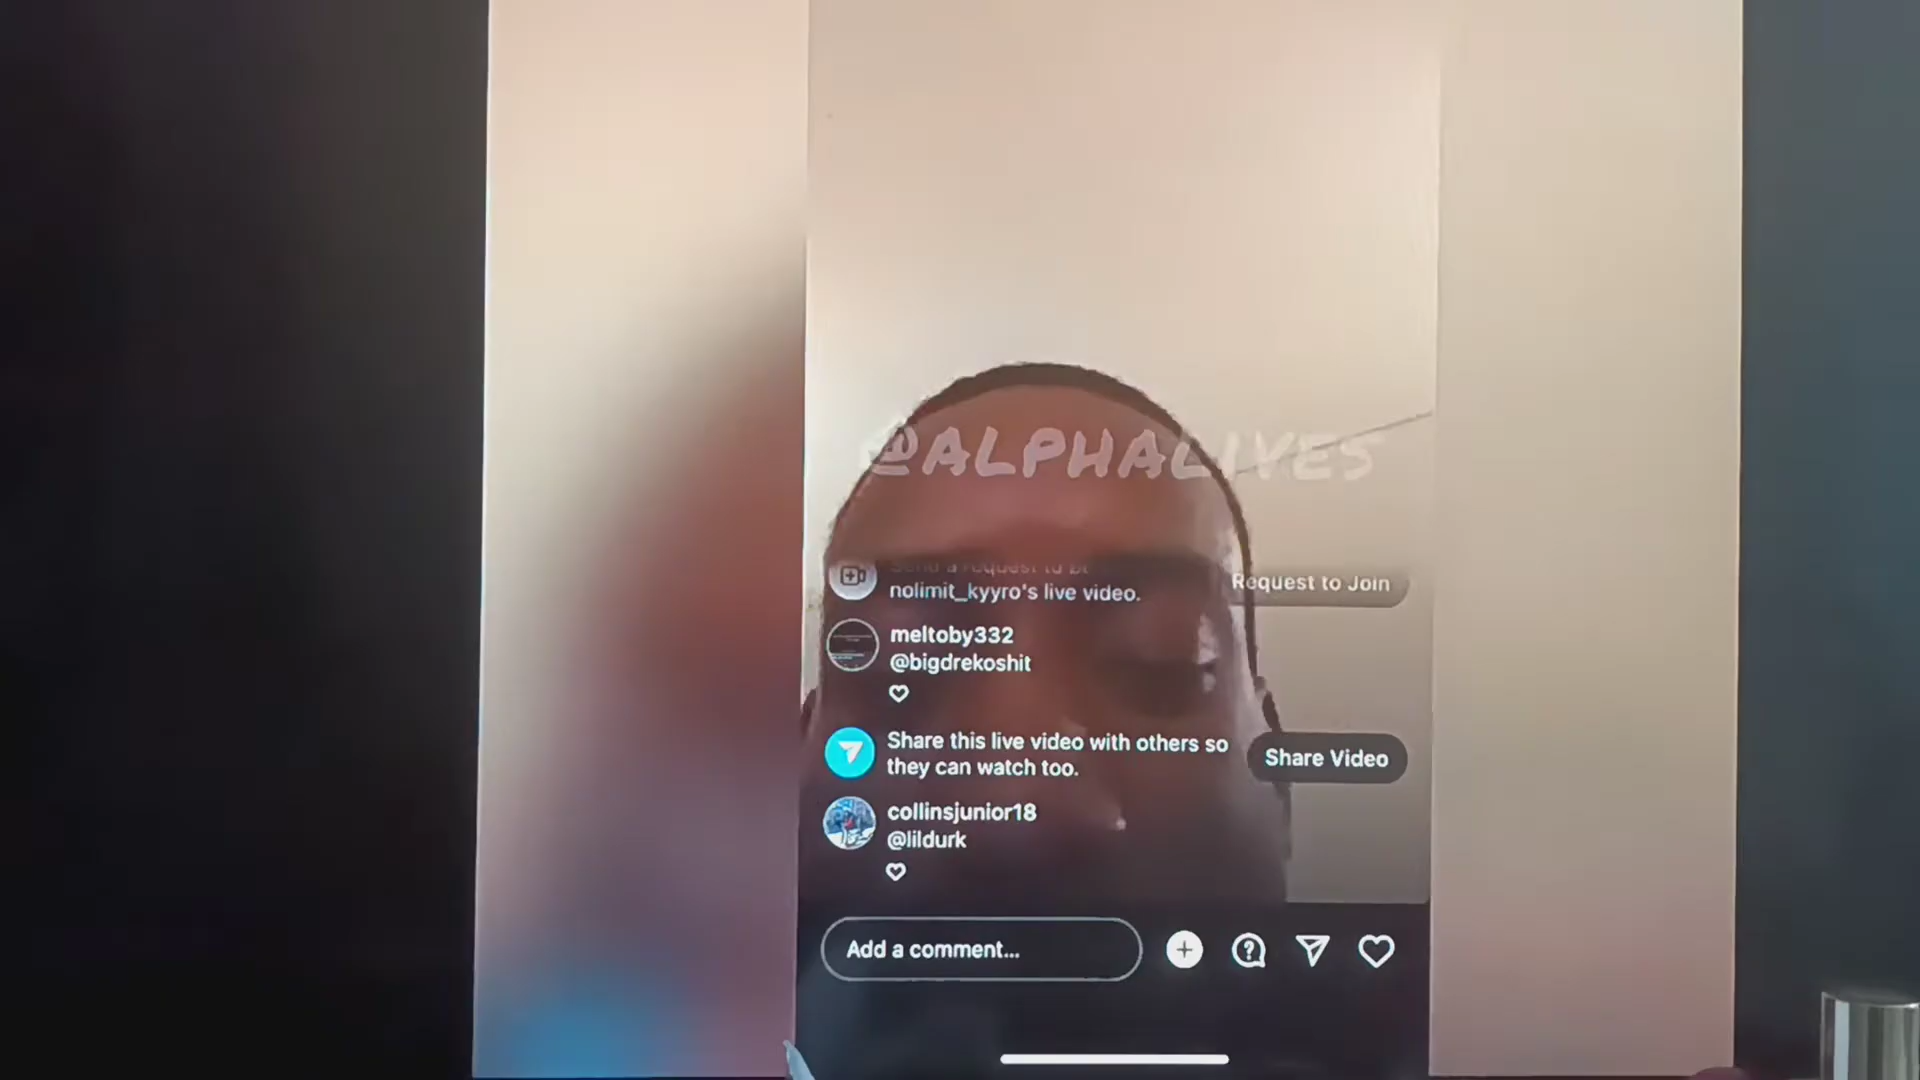 @ALPHALIVES
Send a request to be
nolimit_kyyro's live video.
Request to Join
meltoby332
@bigdrekoshit
Share this live video with others so
they can watch too.
Share Video
collinsjunior18
@lildurk
Add a comment...